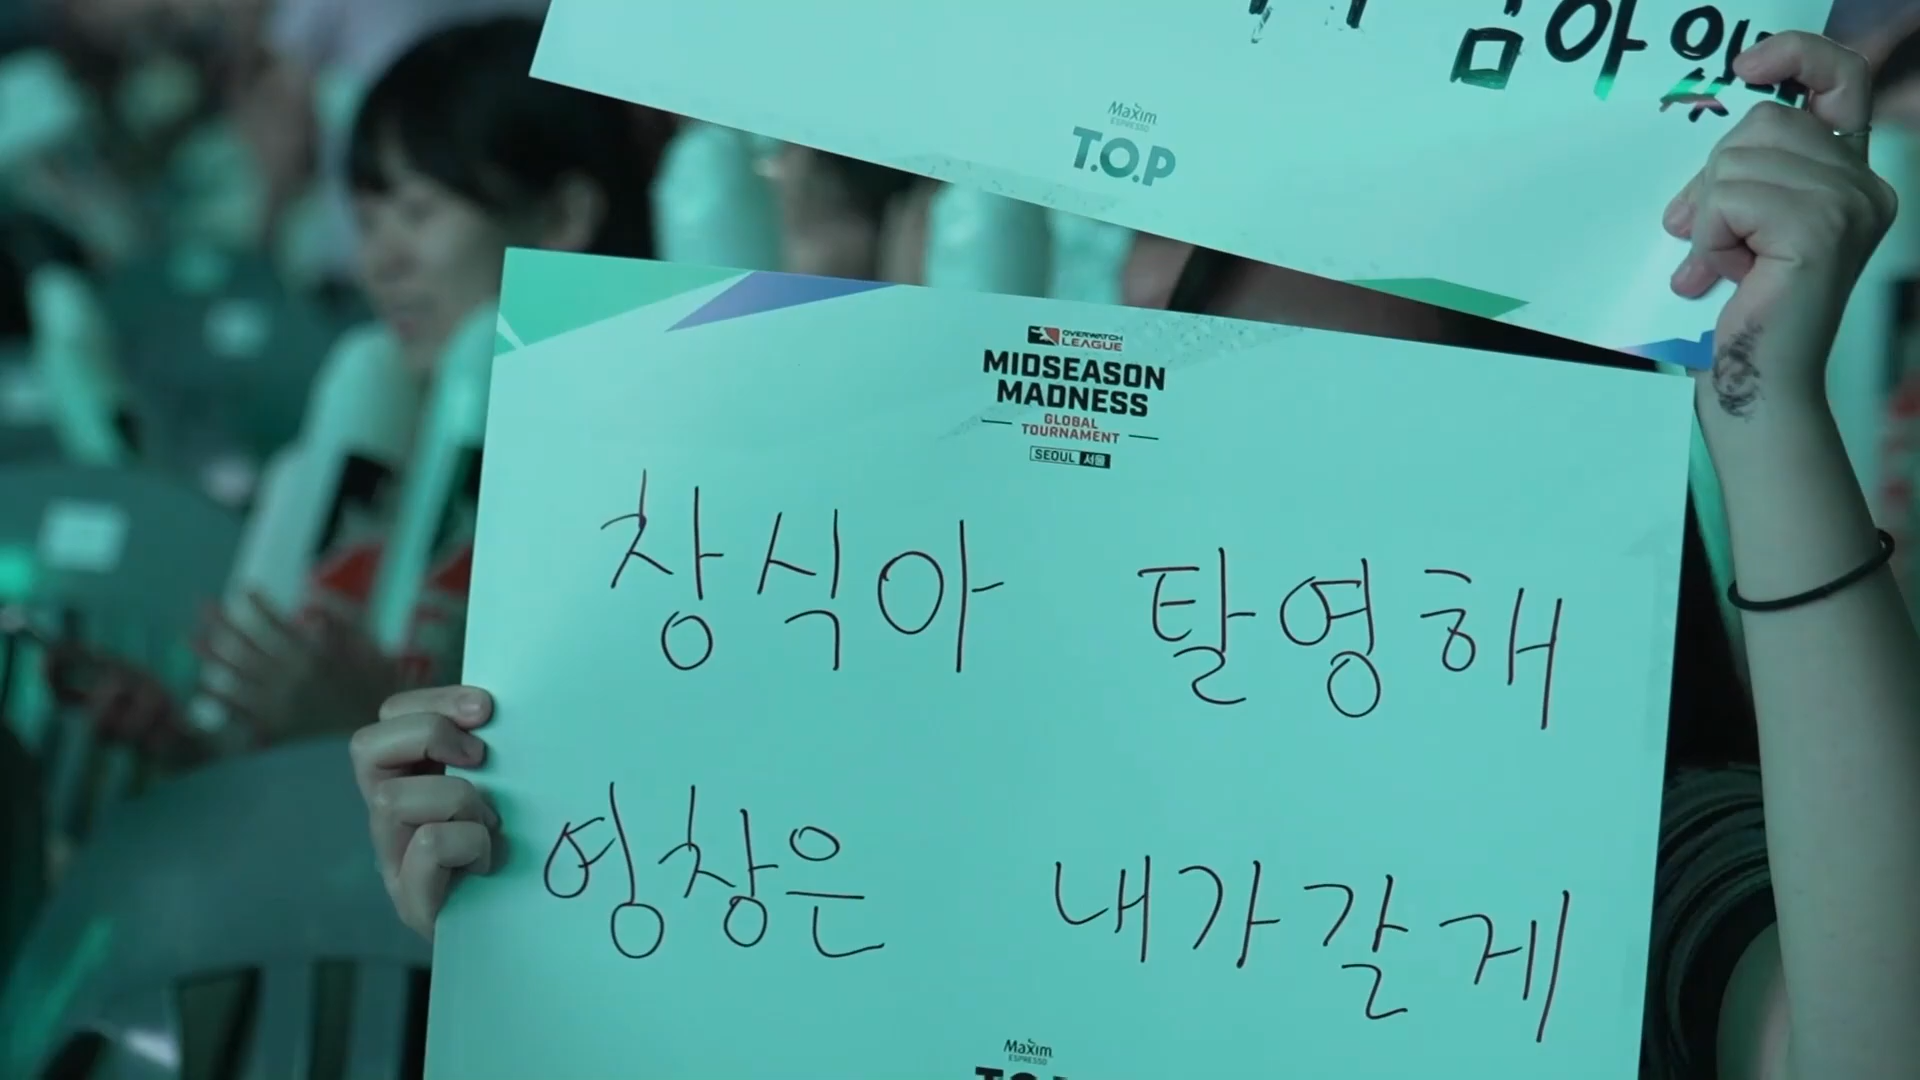 Maxim
ESPRESSO
T.O.P
OVERWATCH
LEAGUE
MIDSEASON
MADNESS
GLOBAL
TOURNAMENT
SEOUL 서울
창식아 탈영해
영창은 내가갈게
Maxim
ESPRESSO